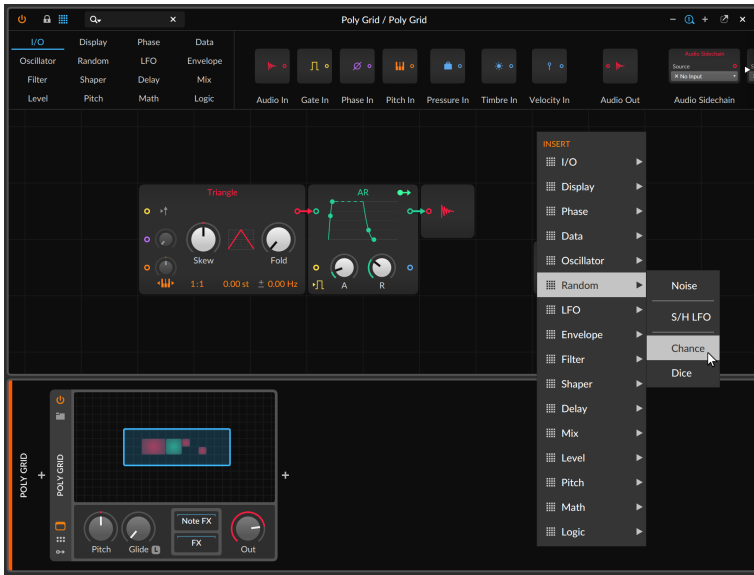 Poly Grid / Poly Grid
I/O Display Phase Data
Oscillator Random LFO Envelope
Filter Shaper Delay Mix
Level Pitch Math Logic
Audio Sidechain
Source
× No Input
Audio In Gate In Phase In Pitch In Pressure In Timbre In Velocity In Audio Out Audio Sidechain
Triangle
Skew
Fold
1:1 0.00 st ± 0.00 Hz
AR
A R
INSERT
I/O
Display
Phase
Data
Oscillator
Random
LFO
Envelope
Filter
Shaper
Delay
Mix
Level
Pitch
Math
Logic
Noise
S/H LFO
Chance
Dice
POLY GRID
POLY GRID
Note FX
FX
Pitch Glide L Out